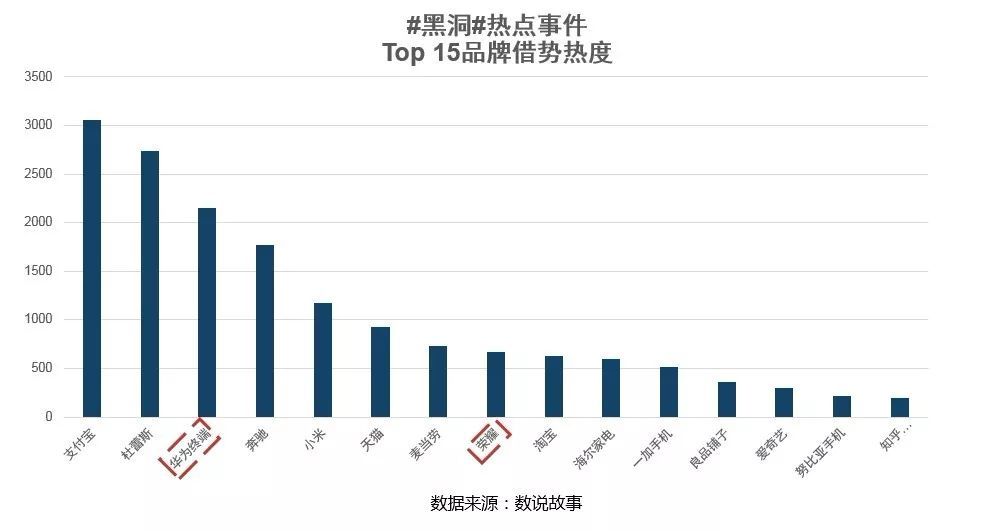 #黑洞#热点事件
Top 15品牌借势热度
3500
3000
2500
2000
1500
1000
500
0
支付宝
杜蕾斯
华为终端
奔驰
小米
天猫
麦当劳
荣耀
淘宝
海尔家电
一加手机
良品铺子
爱奇艺
努比亚手机
知乎...
数据来源：数说故事